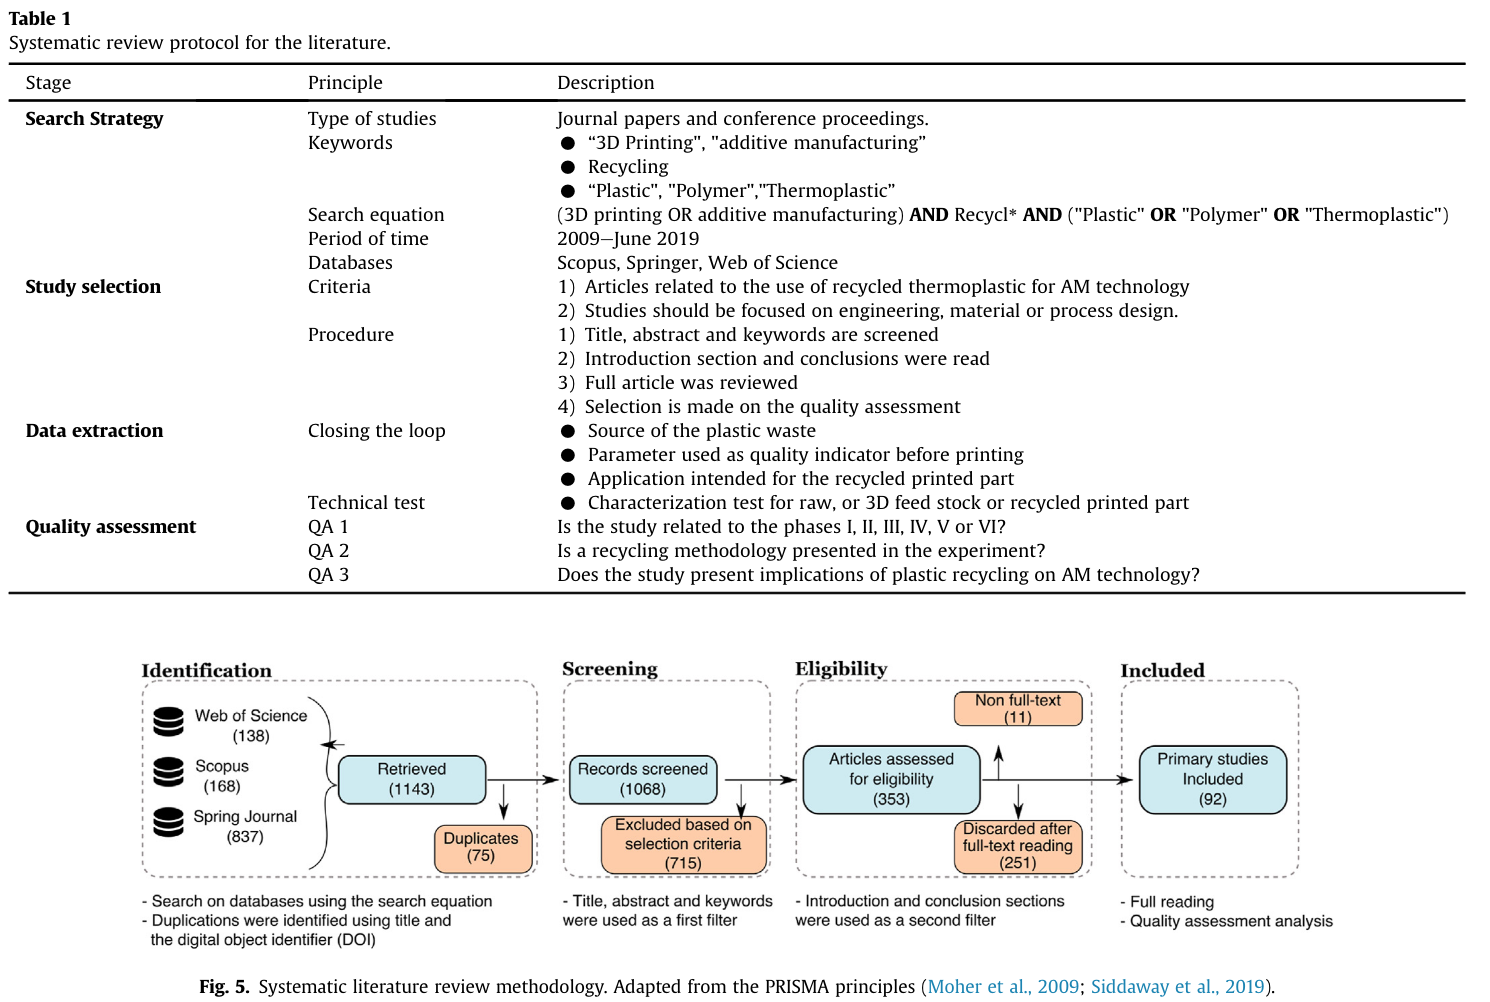 Table 1
Systematic review protocol for the literature.
Stage Principle Description
Search Strategy Type of studies Journal papers and conference proceedings.
Keywords ● “3D Printing", "additive manufacturing”
● Recycling
● “Plastic", "Polymer","Thermoplastic”
Search equation (3D printing OR additive manufacturing) AND Recycl* AND ("Plastic" OR "Polymer" OR "Thermoplastic")
Period of time 2009–June 2019
Databases Scopus, Springer, Web of Science
Study selection Criteria 1) Articles related to the use of recycled thermoplastic for AM technology
2) Studies should be focused on engineering, material or process design.
Procedure 1) Title, abstract and keywords are screened
2) Introduction section and conclusions were read
3) Full article was reviewed
4) Selection is made on the quality assessment
Data extraction Closing the loop ● Source of the plastic waste
● Parameter used as quality indicator before printing
● Application intended for the recycled printed part
Technical test ● Characterization test for raw, or 3D feed stock or recycled printed part
Quality assessment QA 1 Is the study related to the phases I, II, III, IV, V or VI?
QA 2 Is a recycling methodology presented in the experiment?
QA 3 Does the study present implications of plastic recycling on AM technology?
Identification
Web of Science
(138)
Scopus
(168)
Spring Journal
(837)
Retrieved
(1143)
Duplicates
(75)
- Search on databases using the search equation
- Duplications were identified using title and
the digital object identifier (DOI)
Screening
Records screened
(1068)
Excluded based on
selection criteria
(715)
- Title, abstract and keywords
were used as a first filter
Eligibility
Non full-text
(11)
Articles assessed
for eligibility
(353)
Discarded after
full-text reading
(251)
- Introduction and conclusion sections
were used as a second filter
Included
Primary studies
Included
(92)
- Full reading
- Quality assessment analysis
Fig. 5. Systematic literature review methodology. Adapted from the PRISMA principles (Moher et al., 2009; Siddaway et al., 2019).